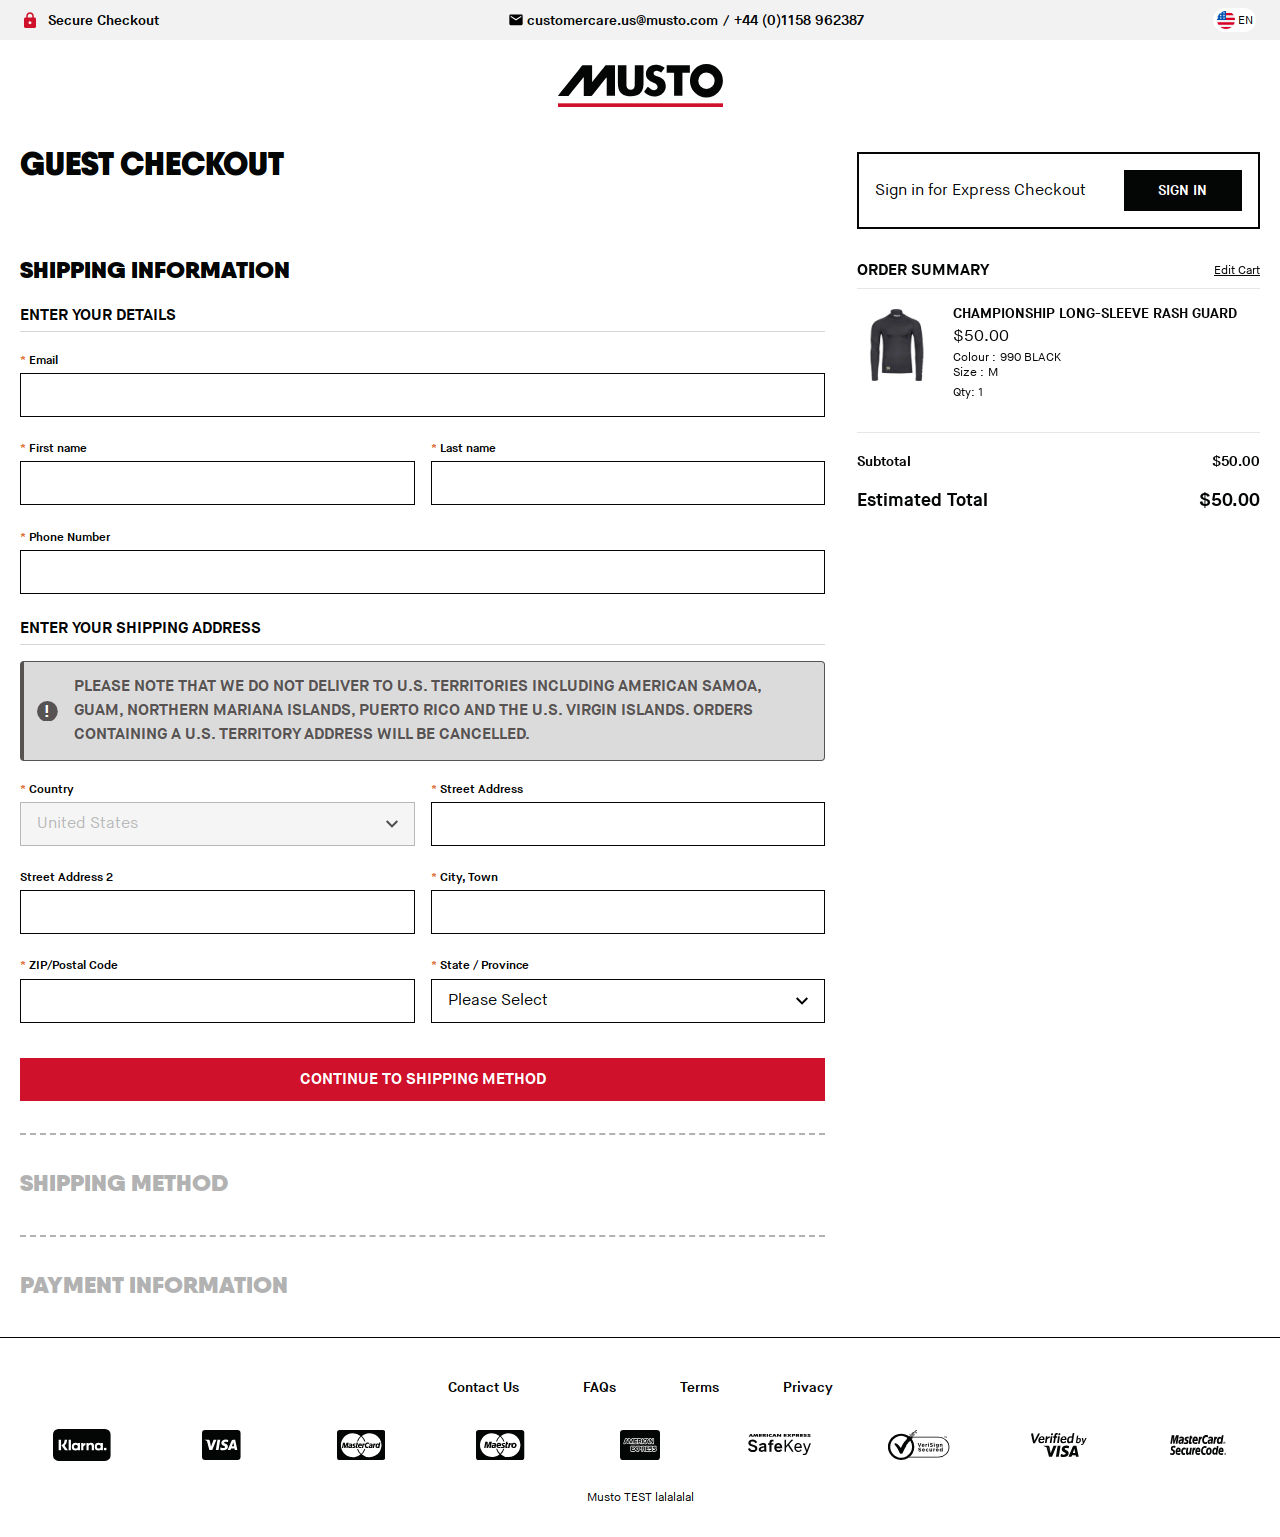 Secure Checkout
customercare.us@musto.com / +44 (0)1158 962387
EN
MUSTO
GUEST CHECKOUT
Sign in for Express Checkout
SIGN IN
SHIPPING INFORMATION
ORDER SUMMARY
Edit Cart
ENTER YOUR DETAILS
CHAMPIONSHIP LONG-SLEEVE RASH GUARD
$50.00
Colour : 990 BLACK
Size : M
Qty: 1
* Email
* First name
* Last name
Subtotal
$50.00
Estimated Total
$50.00
* Phone Number
ENTER YOUR SHIPPING ADDRESS
PLEASE NOTE THAT WE DO NOT DELIVER TO U.S. TERRITORIES INCLUDING AMERICAN SAMOA,
GUAM, NORTHERN MARIANA ISLANDS, PUERTO RICO AND THE U.S. VIRGIN ISLANDS. ORDERS
CONTAINING A U.S. TERRITORY ADDRESS WILL BE CANCELLED.
* Country
* Street Address
United States
Street Address 2
* City, Town
* ZIP/Postal Code
* State / Province
Please Select
CONTINUE TO SHIPPING METHOD
SHIPPING METHOD
PAYMENT INFORMATION
Contact Us
FAQs
Terms
Privacy
Klarna.
VISA
MasterCard
Maestro
AMERICAN
EXPRESS
AMERICAN EXPRESS
SafeKey
VeriSign
Secured
Verified by
VISA
MasterCard.
SecureCode.
Musto TEST lalalalal